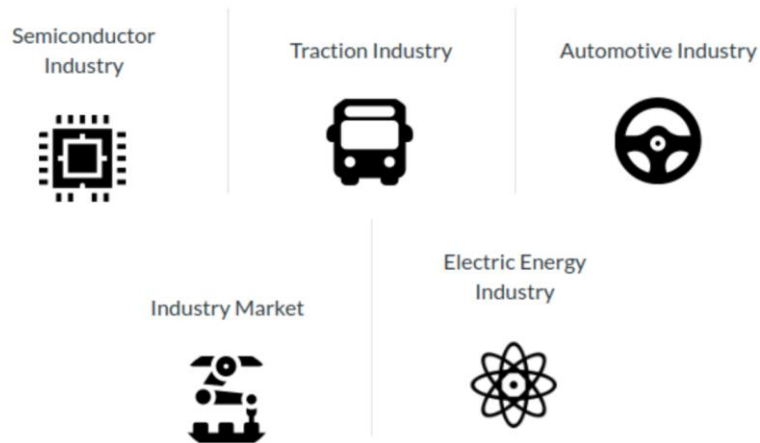 Semiconductor
Industry
Traction Industry
Automotive Industry
Industry Market
Electric Energy
Industry